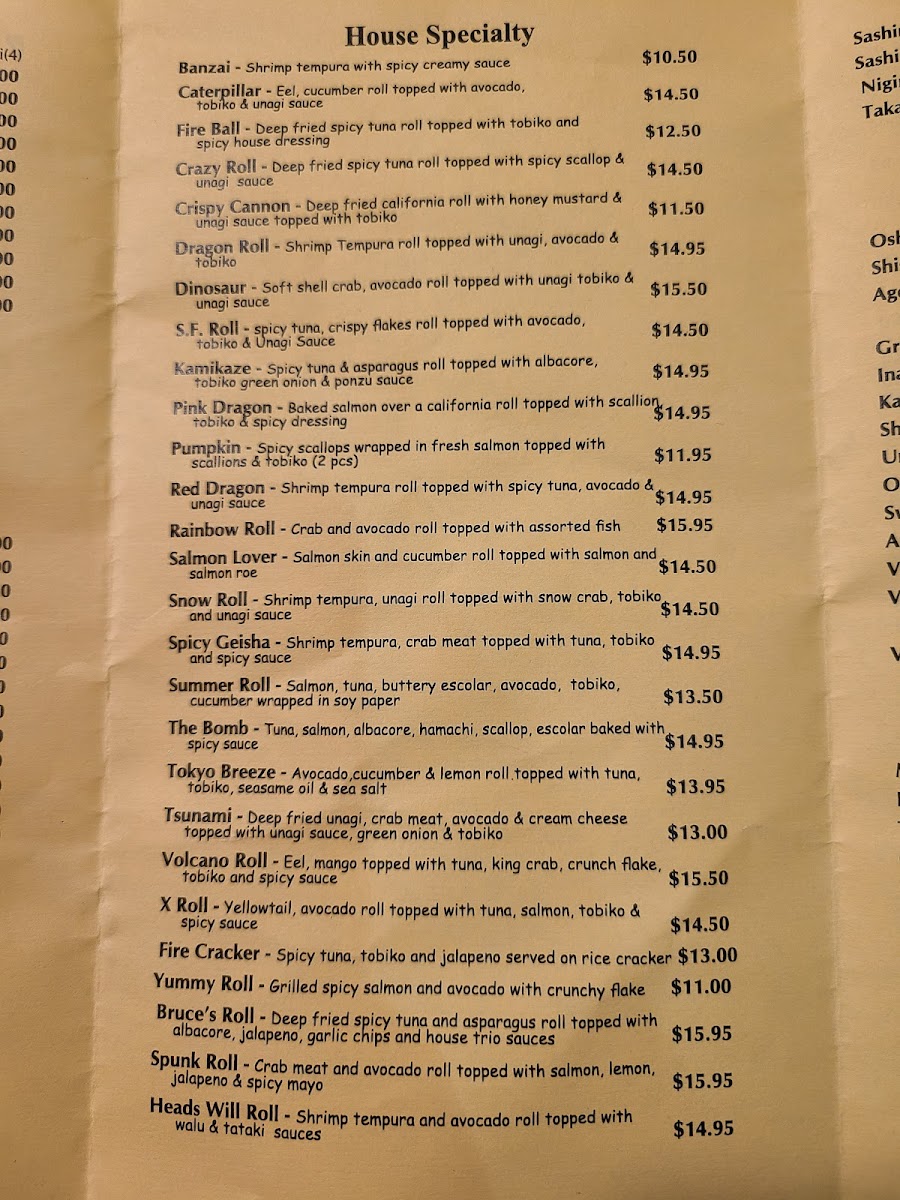 House Specialty
Banzai - Shrimp tempura with spicy creamy sauce $10.50
Caterpillar - Eel, cucumber roll topped with avocado,
tobiko & unagi sauce $14.50
Fire Ball - Deep fried spicy tuna roll topped with tobiko and
spicy house dressing $12.50
Crazy Roll - Deep fried spicy tuna roll topped with spicy scallop &
unagi sauce $14.50
Crispy Cannon - Deep fried california roll with honey mustard &
unagi sauce topped with tobiko $11.50
Dragon Roll - Shrimp Tempura roll topped with unagi, avocado &
tobiko $14.95
Dinosaur - Soft shell crab, avocado roll topped with unagi tobiko &
unagi sauce $15.50
S.F. Roll - spicy tuna, crispy flakes roll topped with avocado,
tobiko & Unagi Sauce $14.50
Kamikaze - Spicy tuna & asparagus roll topped with albacore,
tobiko green onion & ponzu sauce $14.95
Pink Dragon - Baked salmon over a california roll topped with scallion,
tobiko & spicy dressing $14.95
Pumpkin - Spicy scallops wrapped in fresh salmon topped with
scallions & tobiko (2 pcs) $11.95
Red Dragon - Shrimp tempura roll topped with spicy tuna, avocado &
unagi sauce $14.95
Rainbow Roll - Crab and avocado roll topped with assorted fish $15.95
Salmon Lover - Salmon skin and cucumber roll topped with salmon and
salmon roe $14.50
Snow Roll - Shrimp tempura, unagi roll topped with snow crab, tobiko
and unagi sauce $14.50
Spicy Geisha - Shrimp tempura, crab meat topped with tuna, tobiko
and spicy sauce $14.95
Summer Roll - Salmon, tuna, buttery escolar, avocado, tobiko,
cucumber wrapped in soy paper $13.50
The Bomb - Tuna, salmon, albacore, hamachi, scallop, escolar baked with
spicy sauce $14.95
Tokyo Breeze - Avocado,cucumber & lemon roll.topped with tuna,
tobiko, seasame oil & sea salt $13.95
Tsunami - Deep fried unagi, crab meat, avocado & cream cheese
topped with unagi sauce, green onion & tobiko $13.00
Volcano Roll - Eel, mango topped with tuna, king crab, crunch flake,
tobiko and spicy sauce $15.50
X Roll - Yellowtail, avocado roll topped with tuna, salmon, tobiko &
spicy sauce $14.50
Fire Cracker - Spicy tuna, tobiko and jalapeno served on rice cracker $13.00
Yummy Roll - Grilled spicy salmon and avocado with crunchy flake $11.00
Bruce's Roll - Deep fried spicy tuna and asparagus roll topped with
albacore, jalapeno, garlic chips and house trio sauces $15.95
Spunk Roll - Crab meat and avocado roll topped with salmon, lemon,
jalapeno & spicy mayo $15.95
Heads Will Roll - Shrimp tempura and avocado roll topped with
walu & tataki sauces $14.95